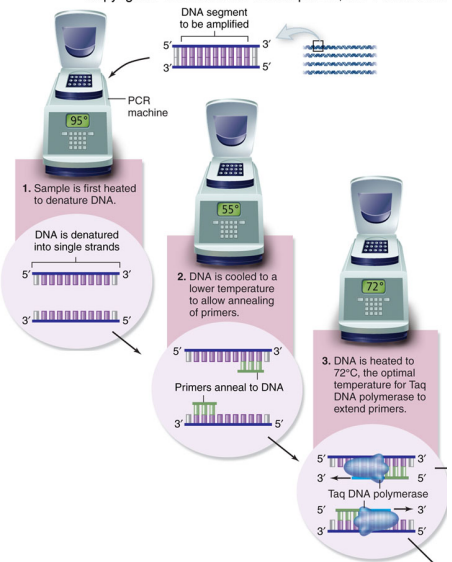 DNA segment
to be amplified
5′ 3′
3′ 5′
PCR
machine
95°
1. Sample is first heated
to denature DNA.
DNA is denatured
into single strands
5′ 3′
3′ 5′
55°
2. DNA is cooled to a
lower temperature
to allow annealing
of primers.
5′ 3′
Primers anneal to DNA
3′ 5′
72°
3. DNA is heated to
72°C, the optimal
temperature for Taq
DNA polymerase to
extend primers.
5′ 3′
3′ 5′
Taq DNA polymerase
5′ 3′
3′ 5′